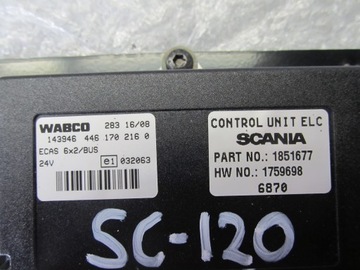 WABCO 283 16/08
143946 446 170 216 0
ECAS 6x2/BUS
24V e1 032063
CONTROL UNIT ELC
SCANIA
PART NO.: 1851677
HW NO.: 1759698
6870
SC-120